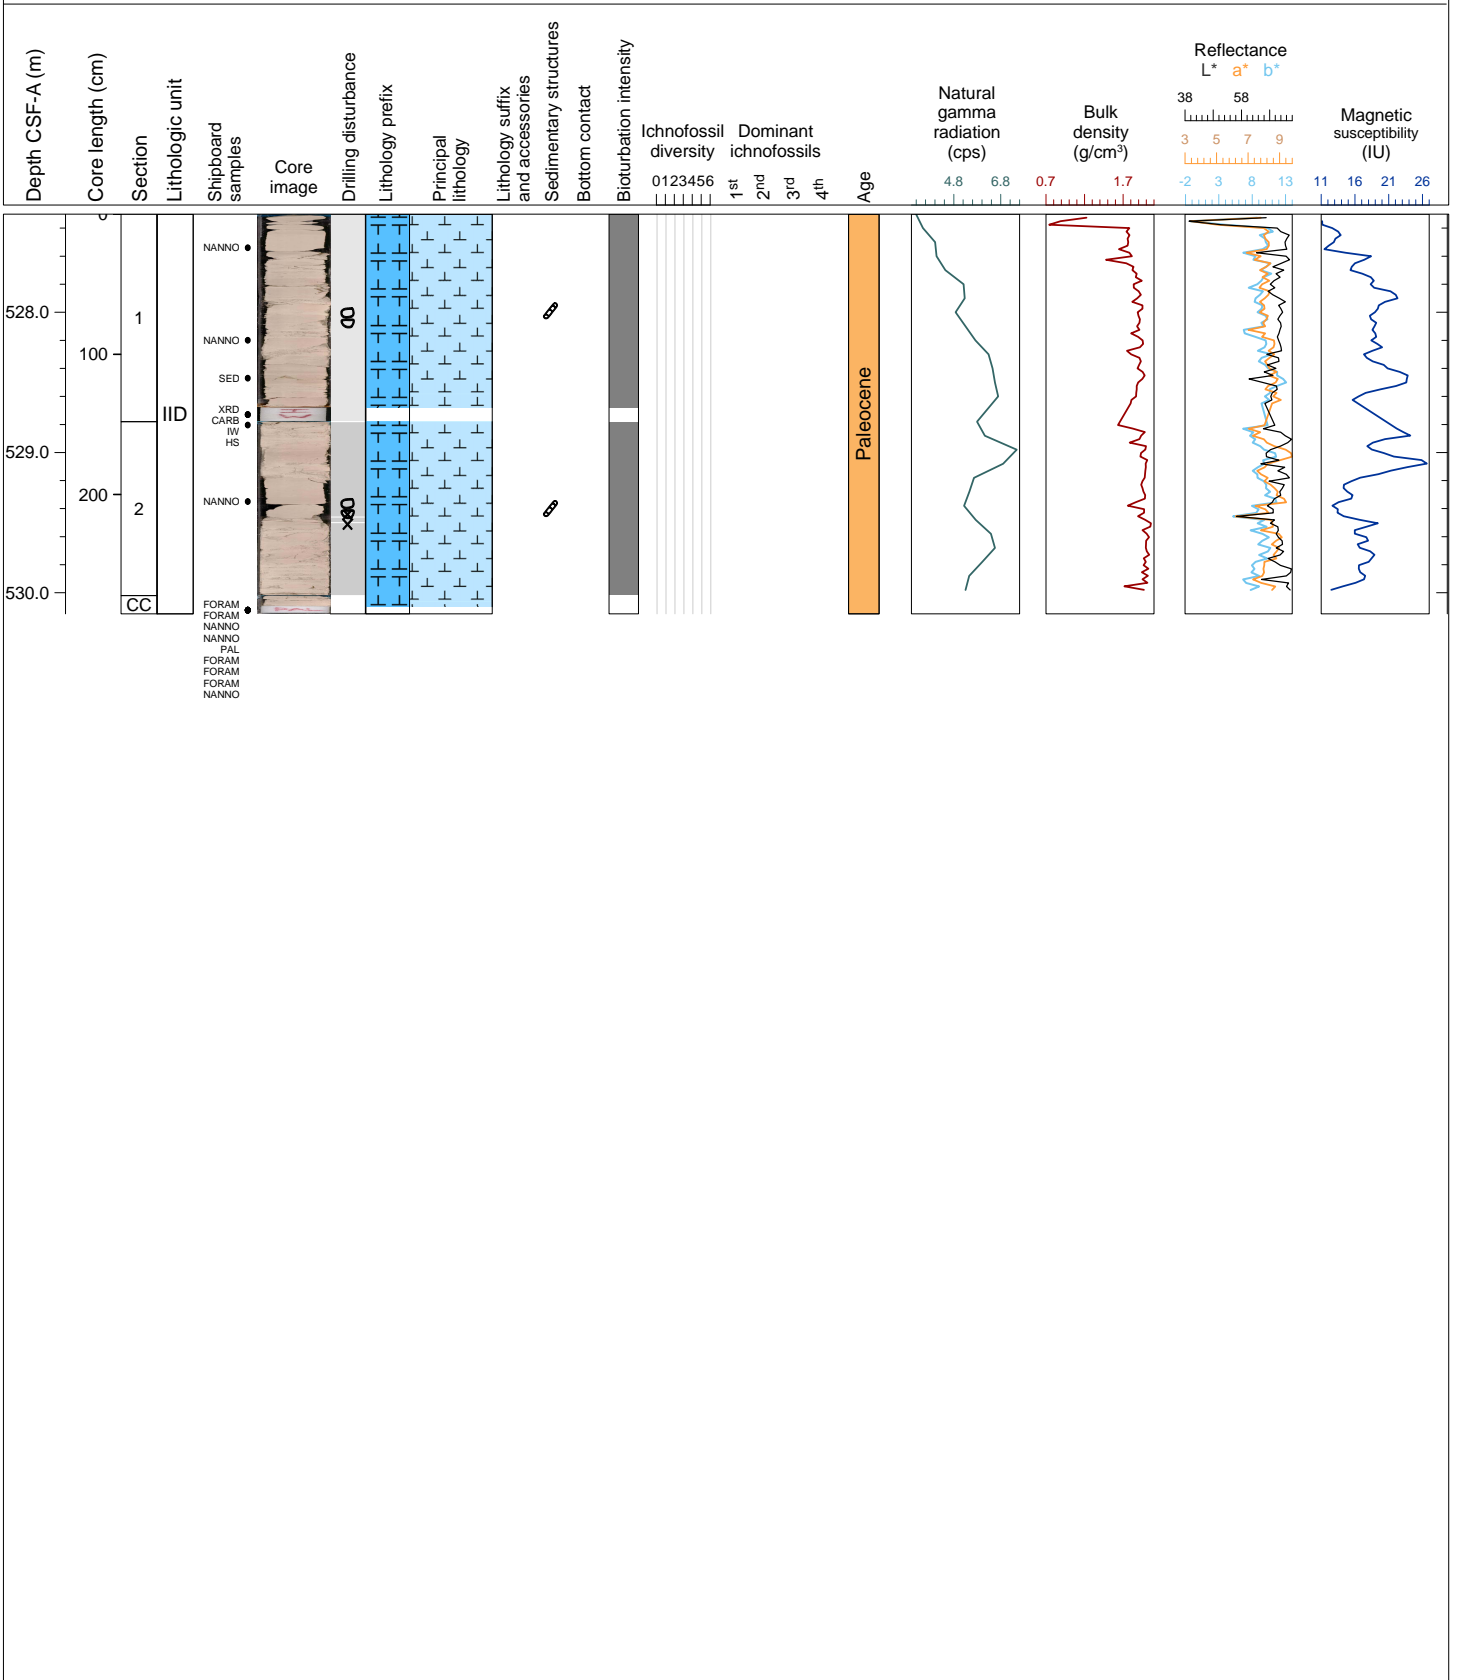 Depth CSF-A (m)
Core length (cm)
Section
Lithologic unit
Shipboard
samples
Core
image
Drilling disturbance
Lithology prefix
Principal
lithology
Lithology suffix
and accessories
Sedimentary structures
Bottom contact
Bioturbation intensity
Ichnofossil
diversity
0123456
Dominant
ichnofossils
1st
2nd
3rd
4th
Age
Natural
gamma
radiation
(cps)
4.8 6.8
Bulk
density
(g/cm³)
0.7 1.7
Reflectance
L* a* b*
38 58
3 5 7 9
-2 3 8 13
Magnetic
susceptibility
(IU)
11 16 21 26
528.0
529.0
530.0
0
100
200
1
2
CC
IID
NANNO
NANNO
SED
XRD
CARB
IW
HS
NANNO
FORAM
FORAM
NANNO
NANNO
PAL
FORAM
FORAM
FORAM
NANNO
Paleocene